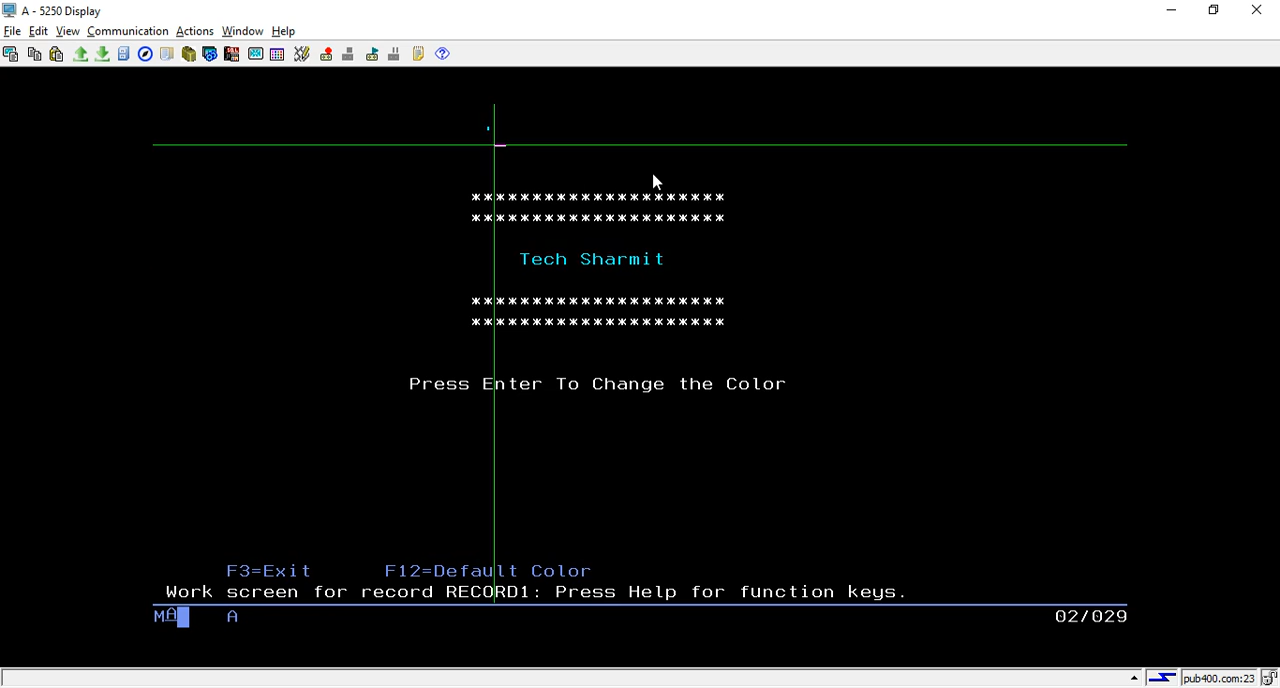 A - 5250 Display
File Edit View Communication Actions Window Help
'
*********************
*********************
Tech Sharmit
*********************
*********************
Press Enter To Change the Color
F3=Exit F12=Default Color
Work screen for record RECORD1: Press Help for function keys.
MA A 02/029
pub400.com:23